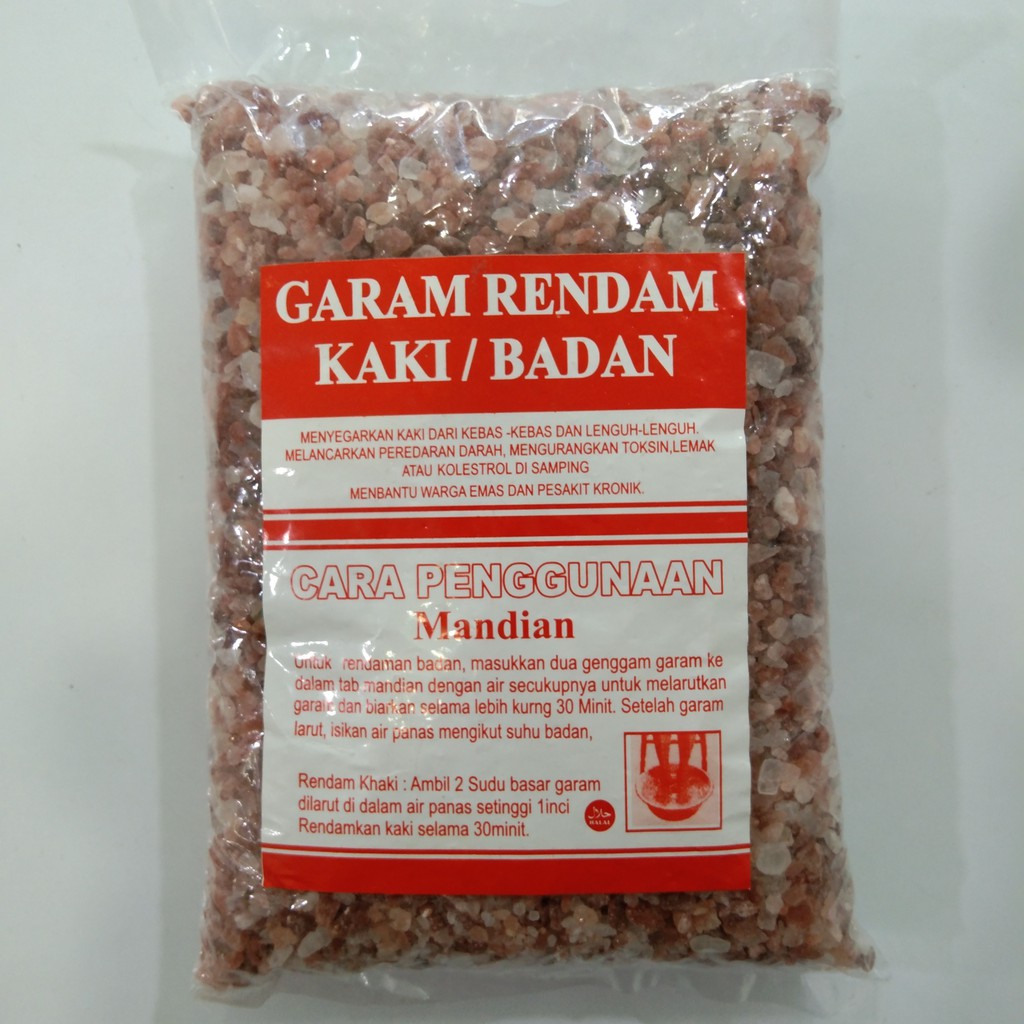 GARAM RENDAM
KAKI / BADAN
MENYEGARKAN KAKI DARI KEBAS -KEBAS DAN LENGUH-LENGUH.
MELANCARKAN PEREDARAN DARAH, MENGURANGKAN TOKSIN,LEMAK
ATAU KOLESTROL DI SAMPING
MENBANTU WARGA EMAS DAN PESAKIT KRONIK.
CARA PENGGUNAAN
Mandian
Untuk rendaman badan, masukkan dua genggam garam ke
dalam tab mandian dengan air secukupnya untuk melarutkan
garam dan biarkan selama lebih kurng 30 Minit. Setelah garam
larut, isikan air panas mengikut suhu badan,
Rendam Khaki : Ambil 2 Sudu basar garam
dilarut di dalam air panas setinggi 1inci
Rendamkan kaki selama 30minit.
حلال
HALAL